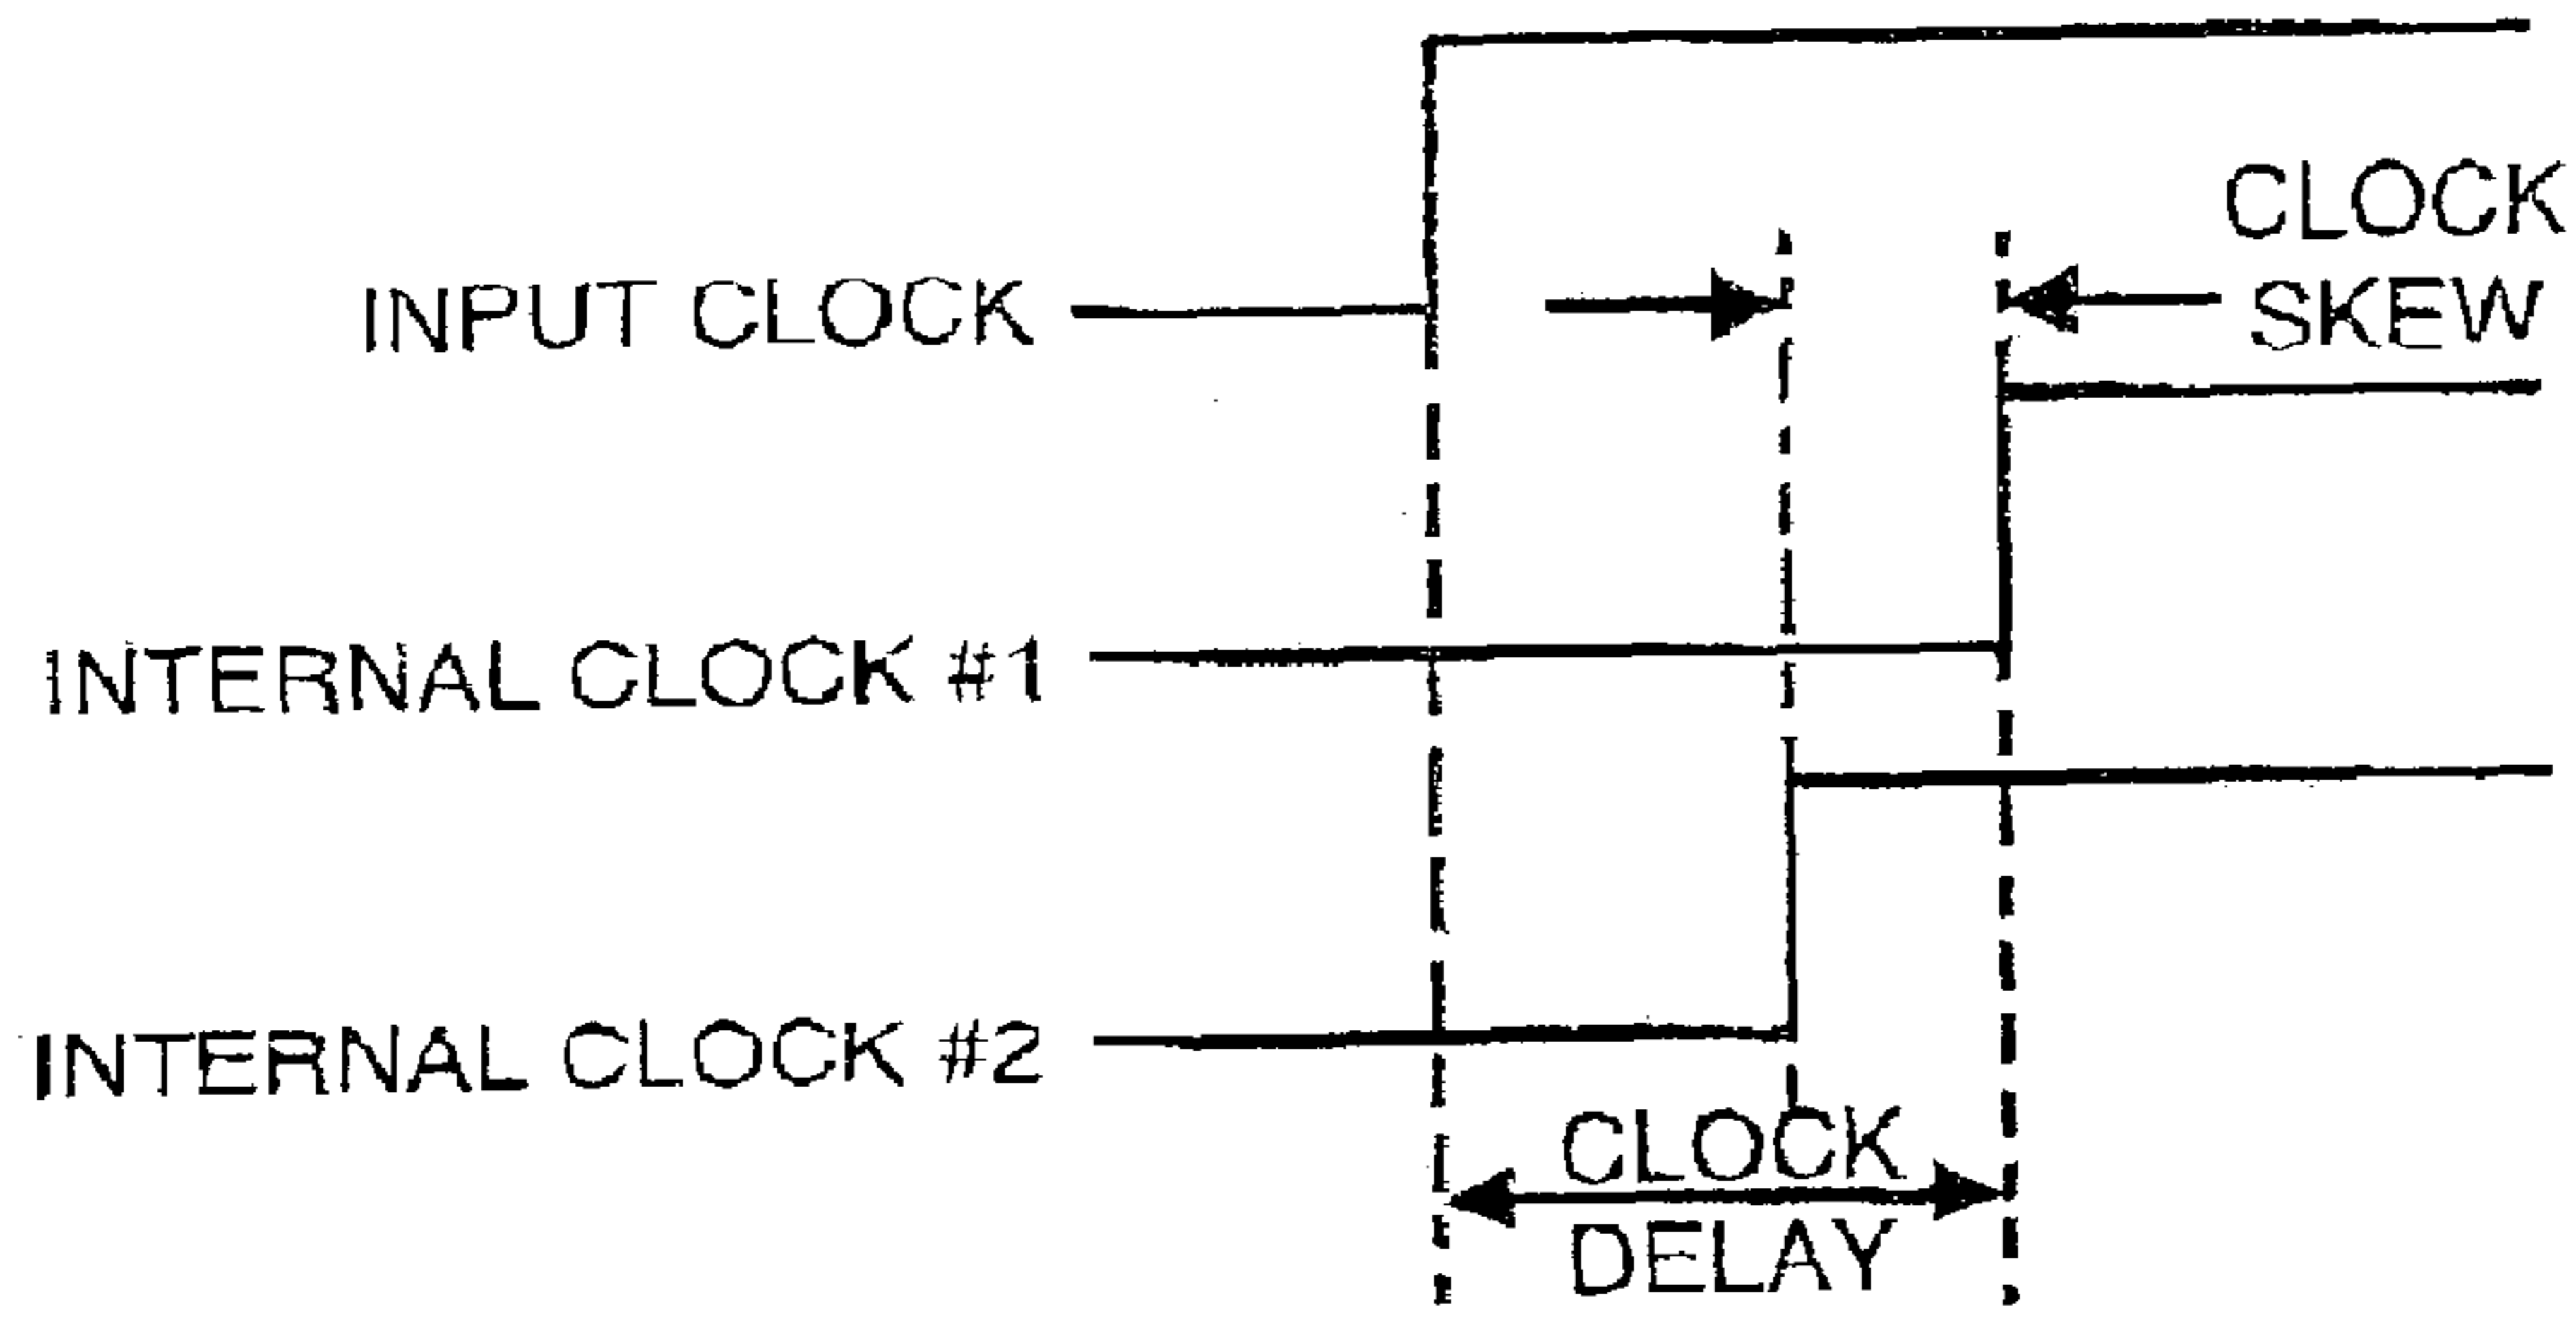 CLOCK
SKEW
INPUT CLOCK
INTERNAL CLOCK #1
INTERNAL CLOCK #2
CLOCK
DELAY